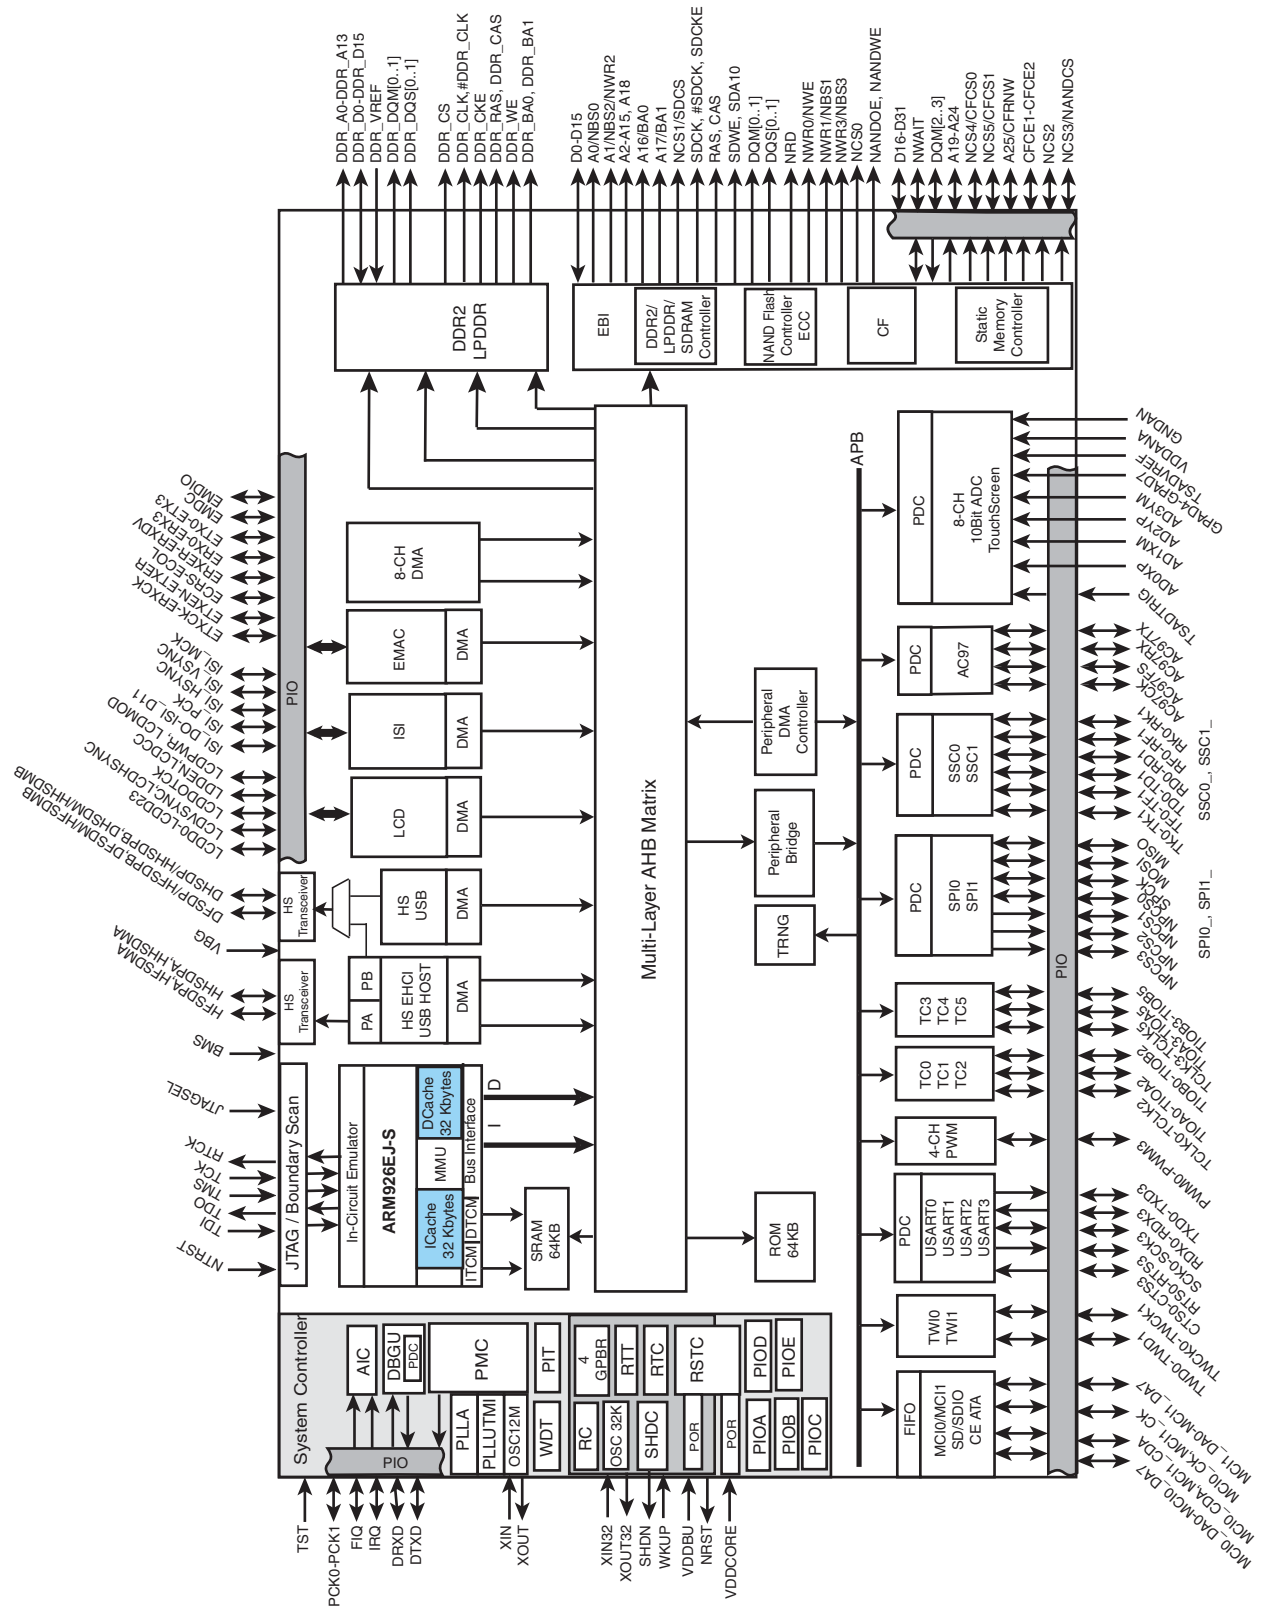 DDR_A0-DDR_A13
DDR_D0-DDR_D15
DDR_VREF
DDR_DQM[0..1]
DDR_DQS[0..1]
DDR_CS
DDR_CLK,#DDR_CLK
DDR_CKE
DDR_RAS, DDR_CAS
DDR_WE
DDR_BA0, DDR_BA1
D0-D15
A0/NBS0
A1/NBS2/NWR2
A2-A15, A18
A16/BA0
A17/BA1
NCS1/SDCS
SDCK, #SDCK, SDCKE
RAS, CAS
SDWE, SDA10
DQM[0..1]
DQS[0..1]
NRD
NWR0/NWE
NWR1/NBS1
NWR3/NBS3
NCS0
NANDOE, NANDWE
D16-D31
NWAIT
DQM[2..3]
A19-A24
NCS4/CFCS0
NCS5/CFCS1
A25/CFRNW
CFCE1-CFCE2
NCS2
NCS3/NANDCS
DDR2
LPDDR
EBI
DDR2/
LPDDR/
SDRAM
Controller
NAND Flash
Controller
ECC
CF
Static
Memory
Controller
EMDIO
EMDC
ETX0-ETX3
ERX0-ERX3
ERXER-ERXDV
ECRS-ECOL
ETXEN-ETXER
ETXCK-ERXCK
ISI_MCK
ISI_VSYNC
ISI_HSYNC
ISI_PCK
ISI_DO-ISI_D11
LCDPWR, LCDMOD
LCDDEN,LCDCC
LCDDOTCK
LCDVSYNC,LCDHSYNC
LCDD0-LCDD23
DHSDP/HHSDPB,DHSDM/HHSDMB
DFSDP/HFSDPB,DFSDM/HFSDMB
VBG
HHSDPA,HHSDMA
HFSDPA,HFSDMA
BMS
JTAGSEL
RTCK
TCK
TMS
TDO
TDI
NTRST
PIO
8-CH
DMA
EMAC
DMA
ISI
DMA
LCD
DMA
HS
Transceiver
HS
USB
DMA
HS
Transceiver
PA
PB
HS EHCI
USB HOST
DMA
JTAG / Boundary Scan
In-Circuit Emulator
ARM926EJ-S
ICache
32 Kbytes
MMU
DCache
32 Kbytes
ITCM
DTCM
Bus Interface
I
D
SRAM
64KB
Multi-Layer AHB Matrix
Peripheral
DMA
Controller
Peripheral
Bridge
TRNG
ROM
64KB
APB
PDC
8-CH
10Bit ADC
TouchScreen
PDC
AC97
PDC
SSC0
SSC1
PDC
SPI0
SPI1
TC3
TC4
TC5
TC0
TC1
TC2
4-CH
PWM
PDC
USART0
USART1
USART2
USART3
TWI0
TWI1
FIFO
MCI0/MCI1
SD/SDIO
CE ATA
PIO
GNDAN
VDDANA
TSADVREF
GPAD4-GPAD7
AD3YM
AD2YP
AD1XM
AD0XP
TSADTRIG
AC97TX
AC97RX
AC97FS
AC97CK
RK0-RK1
RF0-RF1
RD0-RD1
TD0-TD1
TF0-TF1
TK0-TK1
SSC0_, SSC1_
MISO
MOSI
SPCK
NPCS0
NPCS1
NPCS2
NPCS3
SPI0_, SPI1_
TIOB3-TIOB5
TIOA3-TIOA5
TCLK3-TCLK5
TIOB0-TIOB2
TIOA0-TIOA2
TCLK0-TCLK2
PWM0-PWM3
TXD0-TXD3
RDX0-RDX3
SCK0-SCK3
RTS0-RTS3
CTS0-CTS3
TWCK0-TWCK1
TWD0-TWD1
MCI1_DA0-MCI1_DA7
MCI0_CK,MCI1_CK
MCI0_CDA,MCI1_CDA
MCI0_DA0-MCI0_DA7
System Controller
PIO
AIC
DBGU
PDC
PMC
PLLA
PLLUTMI
OSC12M
PIT
WDT
4
GPBR
RTT
RTC
RSTC
RC
OSC 32K
SHDC
POR
POR
PIOD
PIOE
PIOA
PIOB
PIOC
TST
PCK0-PCK1
FIQ
IRQ
DRXD
DTXD
XIN
XOUT
XIN32
XOUT32
SHDN
WKUP
VDDBU
NRST
VDDCORE